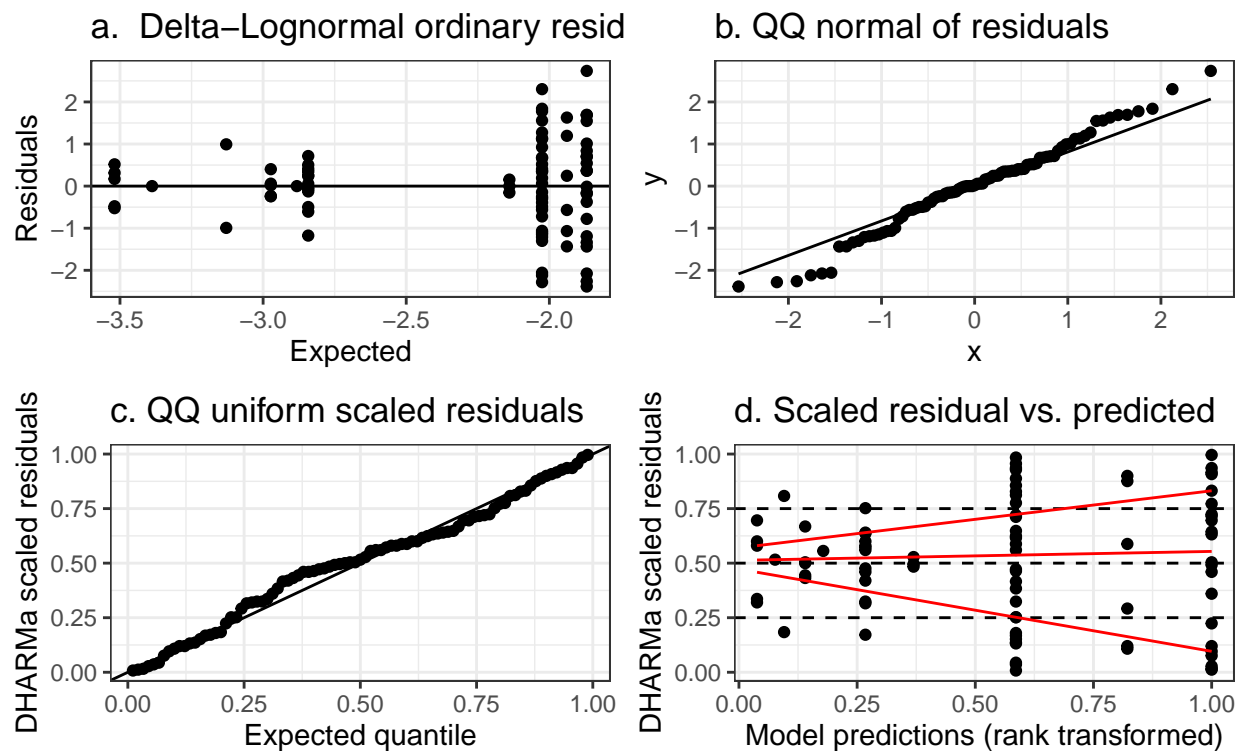 a.  Delta−Lognormal ordinary resid
Residuals
2
1
0
−1
−2
−3.5 −3.0 −2.5 −2.0
Expected
b. QQ normal of residuals
y
2
1
0
−1
−2
−2 −1 0 1 2
x
c. QQ uniform scaled residuals
DHARMa scaled residuals
1.00
0.75
0.50
0.25
0.00
0.00 0.25 0.50 0.75 1.00
Expected quantile
d. Scaled residual vs. predicted
DHARMa scaled residuals
1.00
0.75
0.50
0.25
0.00
0.00 0.25 0.50 0.75 1.00
Model predictions (rank transformed)